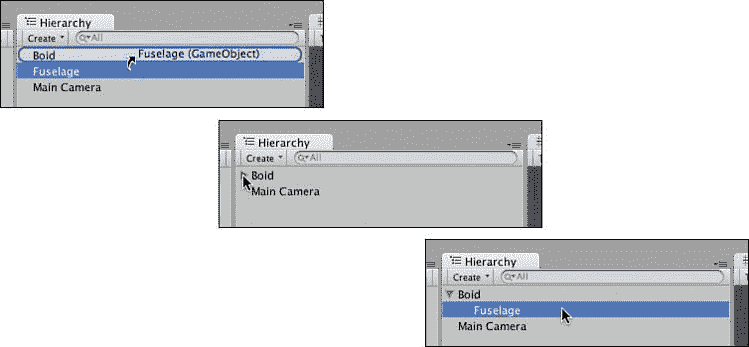 Hierarchy
Create All
Boid Fuselage (GameObject)
Fuselage
Main Camera
Hierarchy
Create All
Boid
Main Camera
Hierarchy
Create All
Boid
Fuselage
Main Camera